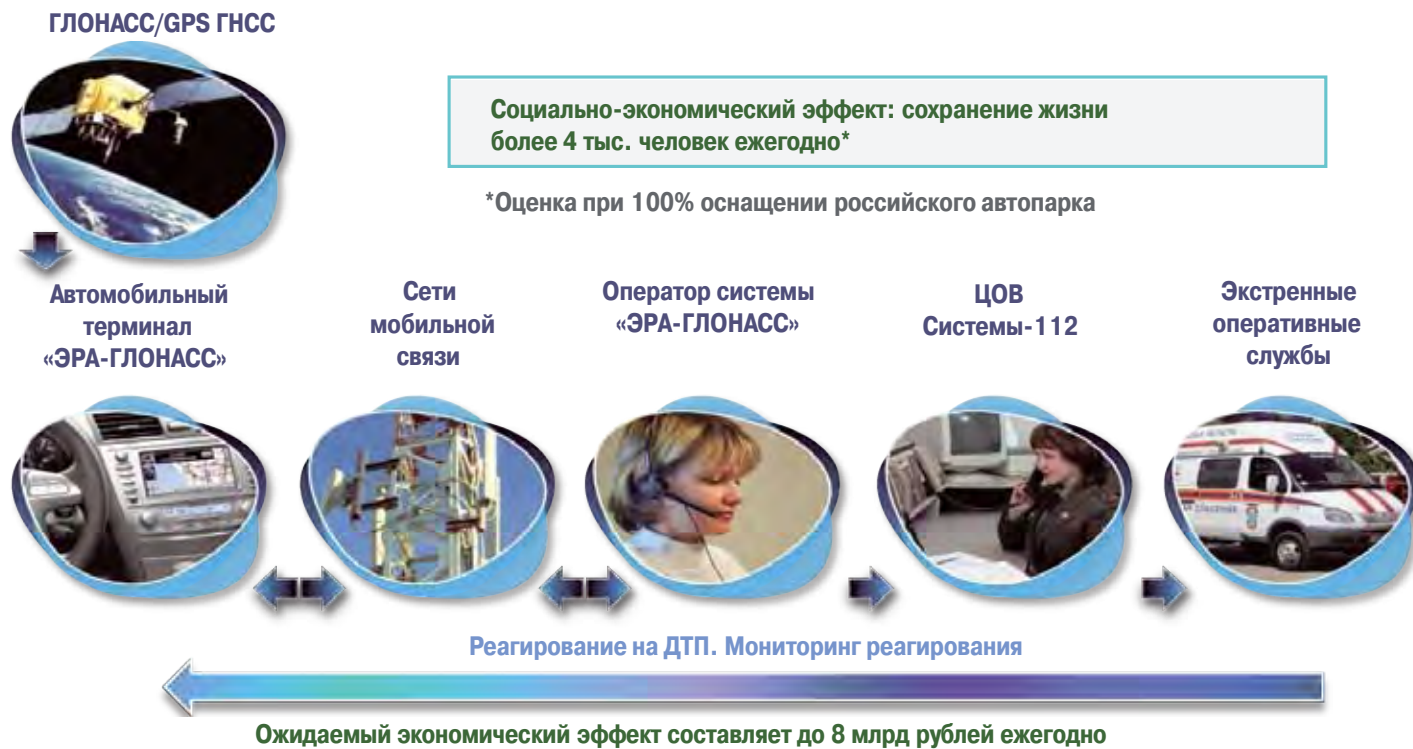 ГЛОНАСС/GPS ГНСС
Социально-экономический эффект: сохранение жизни
более 4 тыс. человек ежегодно*
*Оценка при 100% оснащении российского автопарка
Автомобильный
терминал
«ЭРА-ГЛОНАСС»
Сети
мобильной
связи
Оператор системы
«ЭРА-ГЛОНАСС»
ЦОВ
Системы-112
Экстренные
оперативные
службы
Реагирование на ДТП. Мониторинг реагирования
Ожидаемый экономический эффект составляет до 8 млрд рублей ежегодно